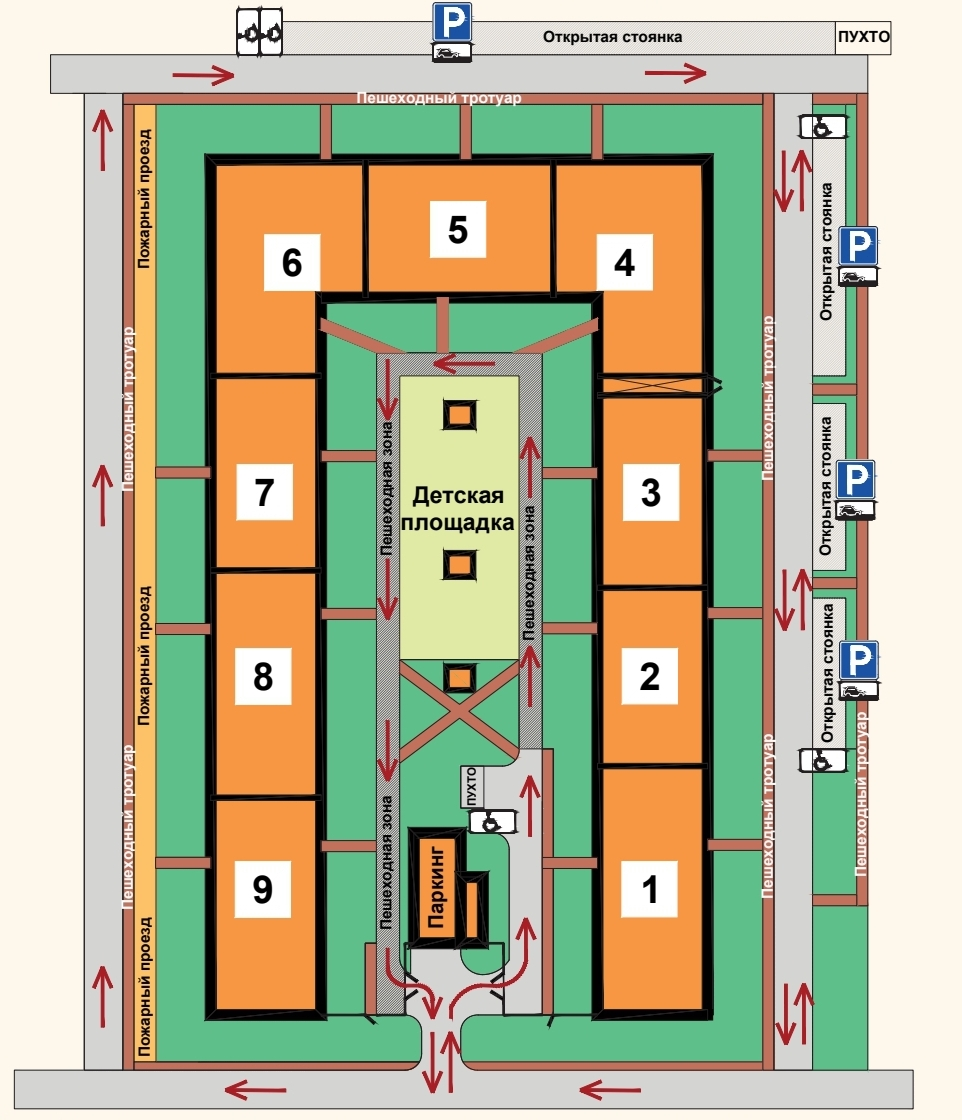 P
Открытая стоянка
ПУХТО
Пешеходный тротуар
Пожарный проезд
Открытая стоянка
5
6
4
P
Пешеходный тротуар
Пешеходный тротуар
Пешеходная зона
Открытая стоянка
7
Детская
площадка
3
P
Пешеходная зона
Пожарный проезд
8
2
Открытая стоянка
P
ПУХТО
Пешеходный тротуар
Пешеходная зона
Паркинг
9
1
Пешеходный тротуар
Пешеходный тротуар
Пожарный проезд